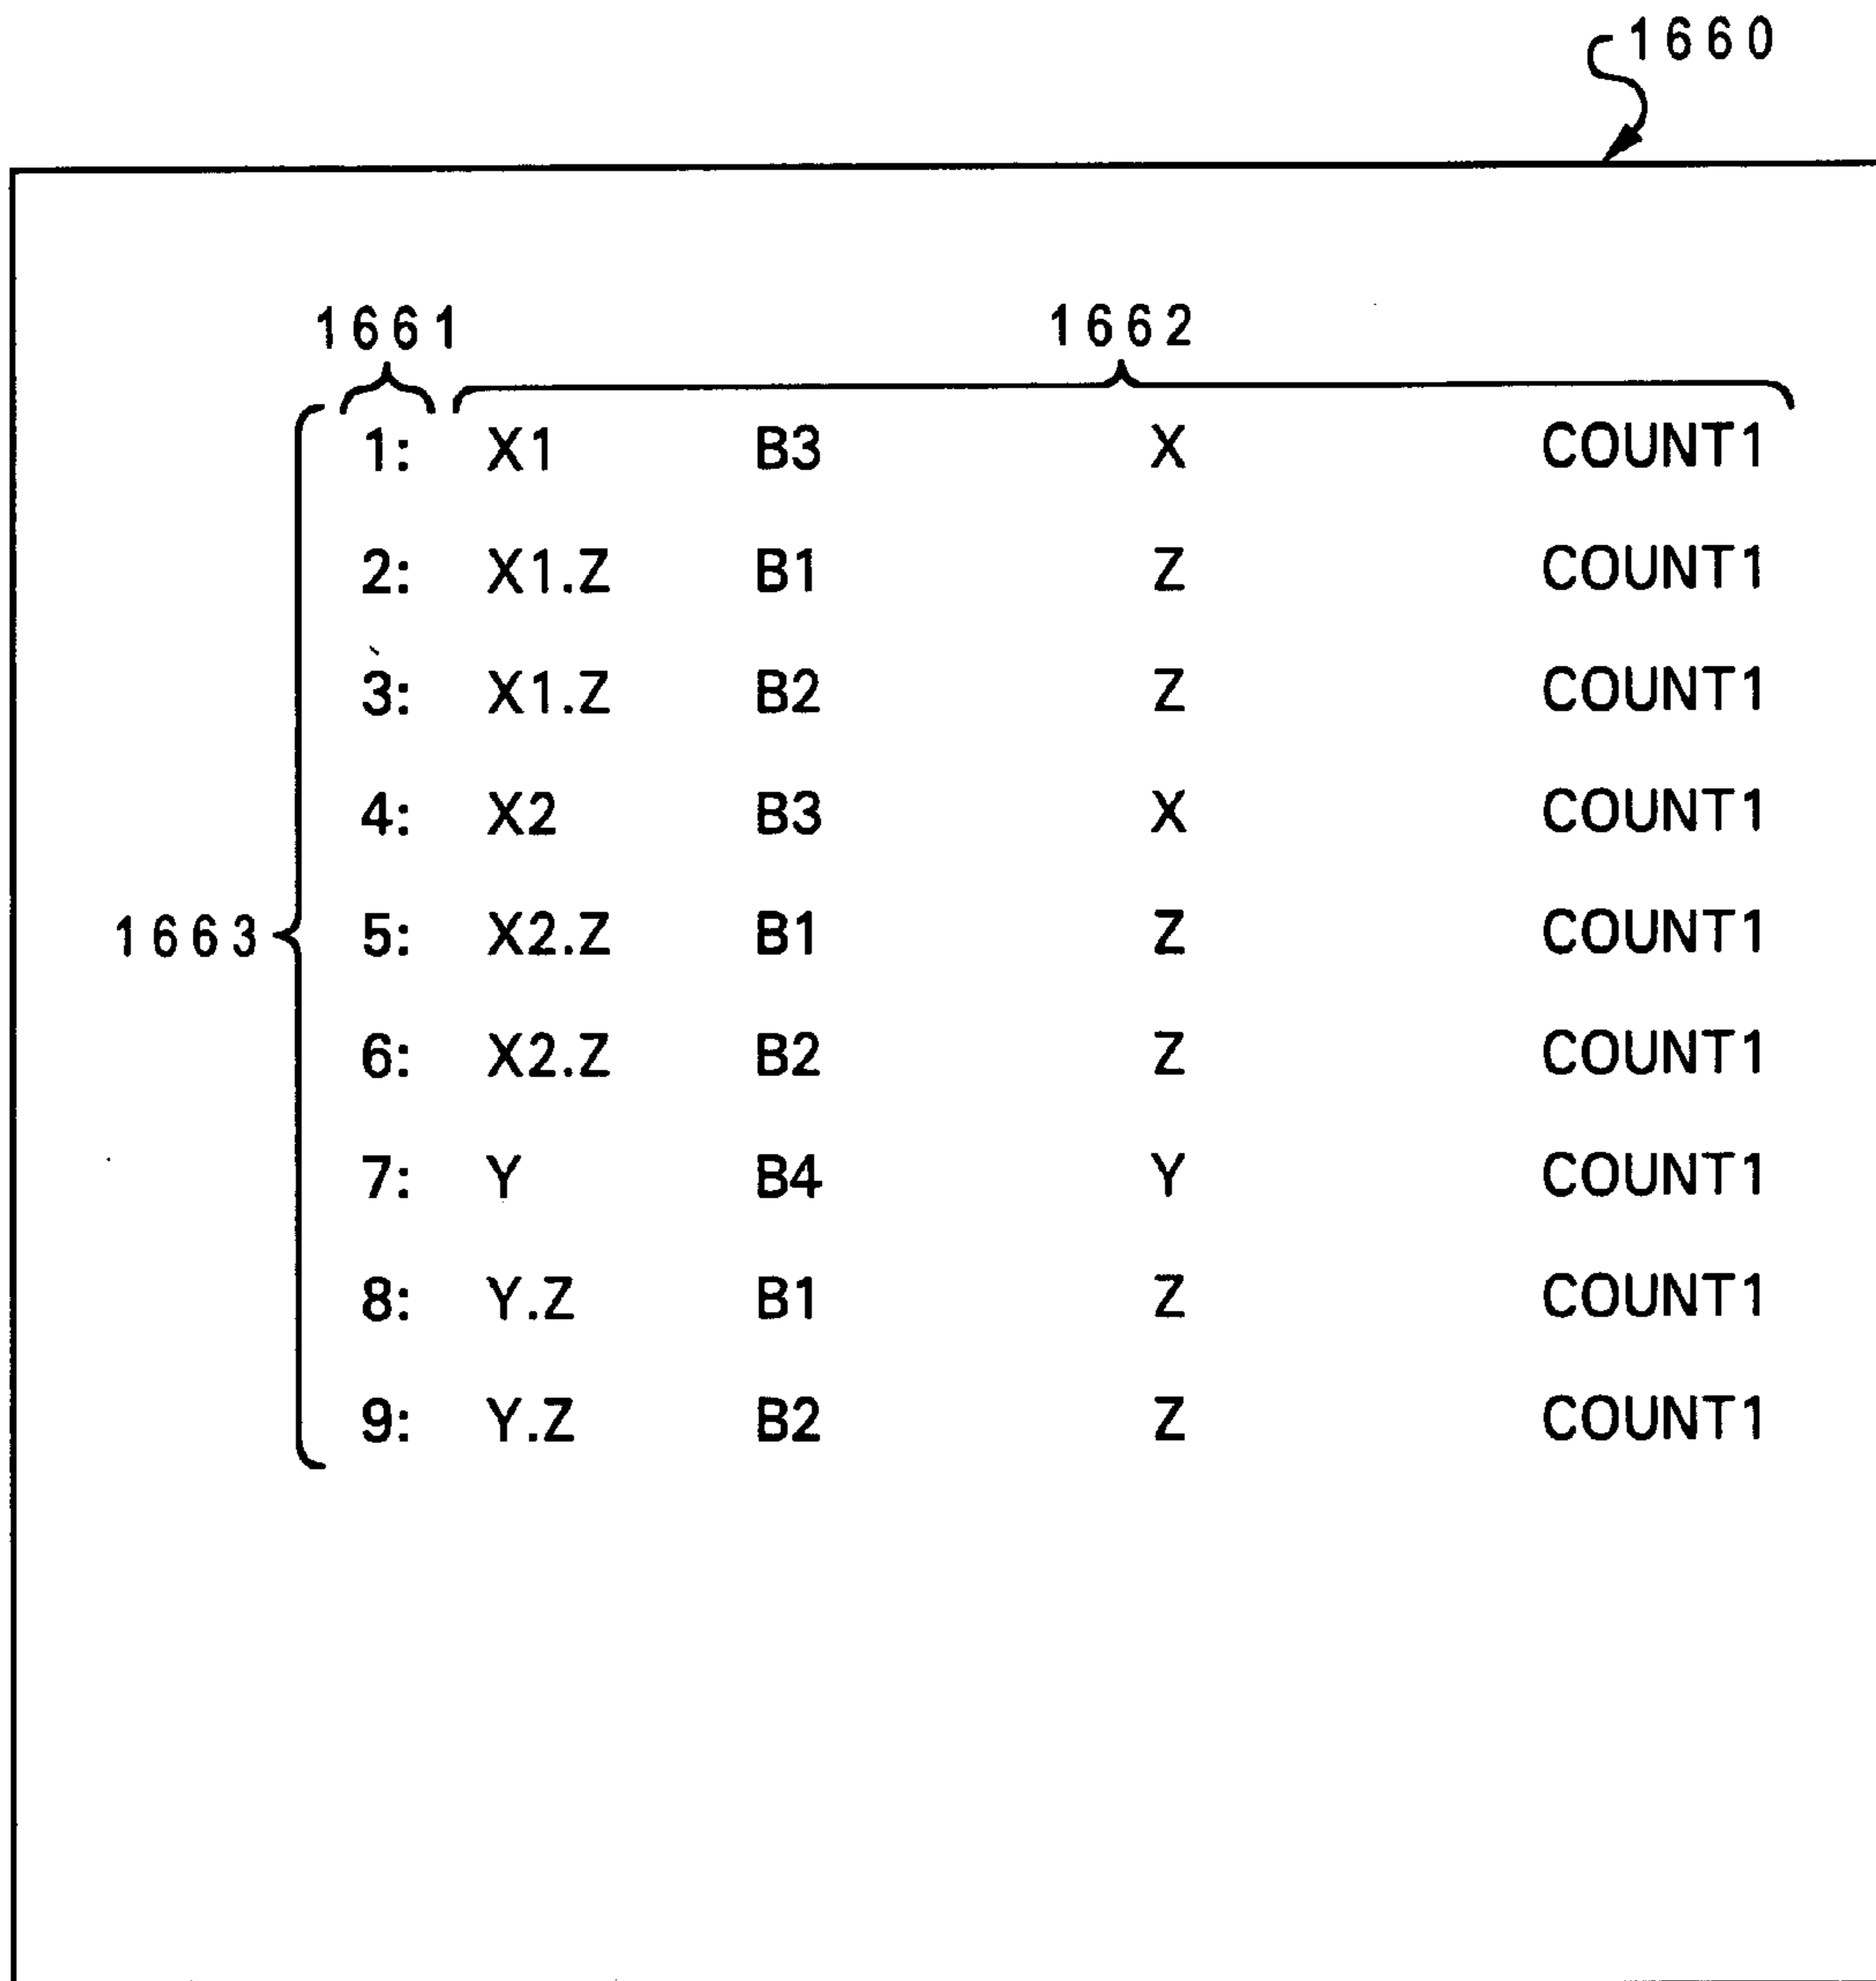 1660
1661 1662
1: X1 B3 X COUNT1
2: X1.Z B1 Z COUNT1
3: X1.Z B2 Z COUNT1
4: X2 B3 X COUNT1
1663 5: X2.Z B1 Z COUNT1
6: X2.Z B2 Z COUNT1
7: Y B4 Y COUNT1
8: Y.Z B1 Z COUNT1
9: Y.Z B2 Z COUNT1